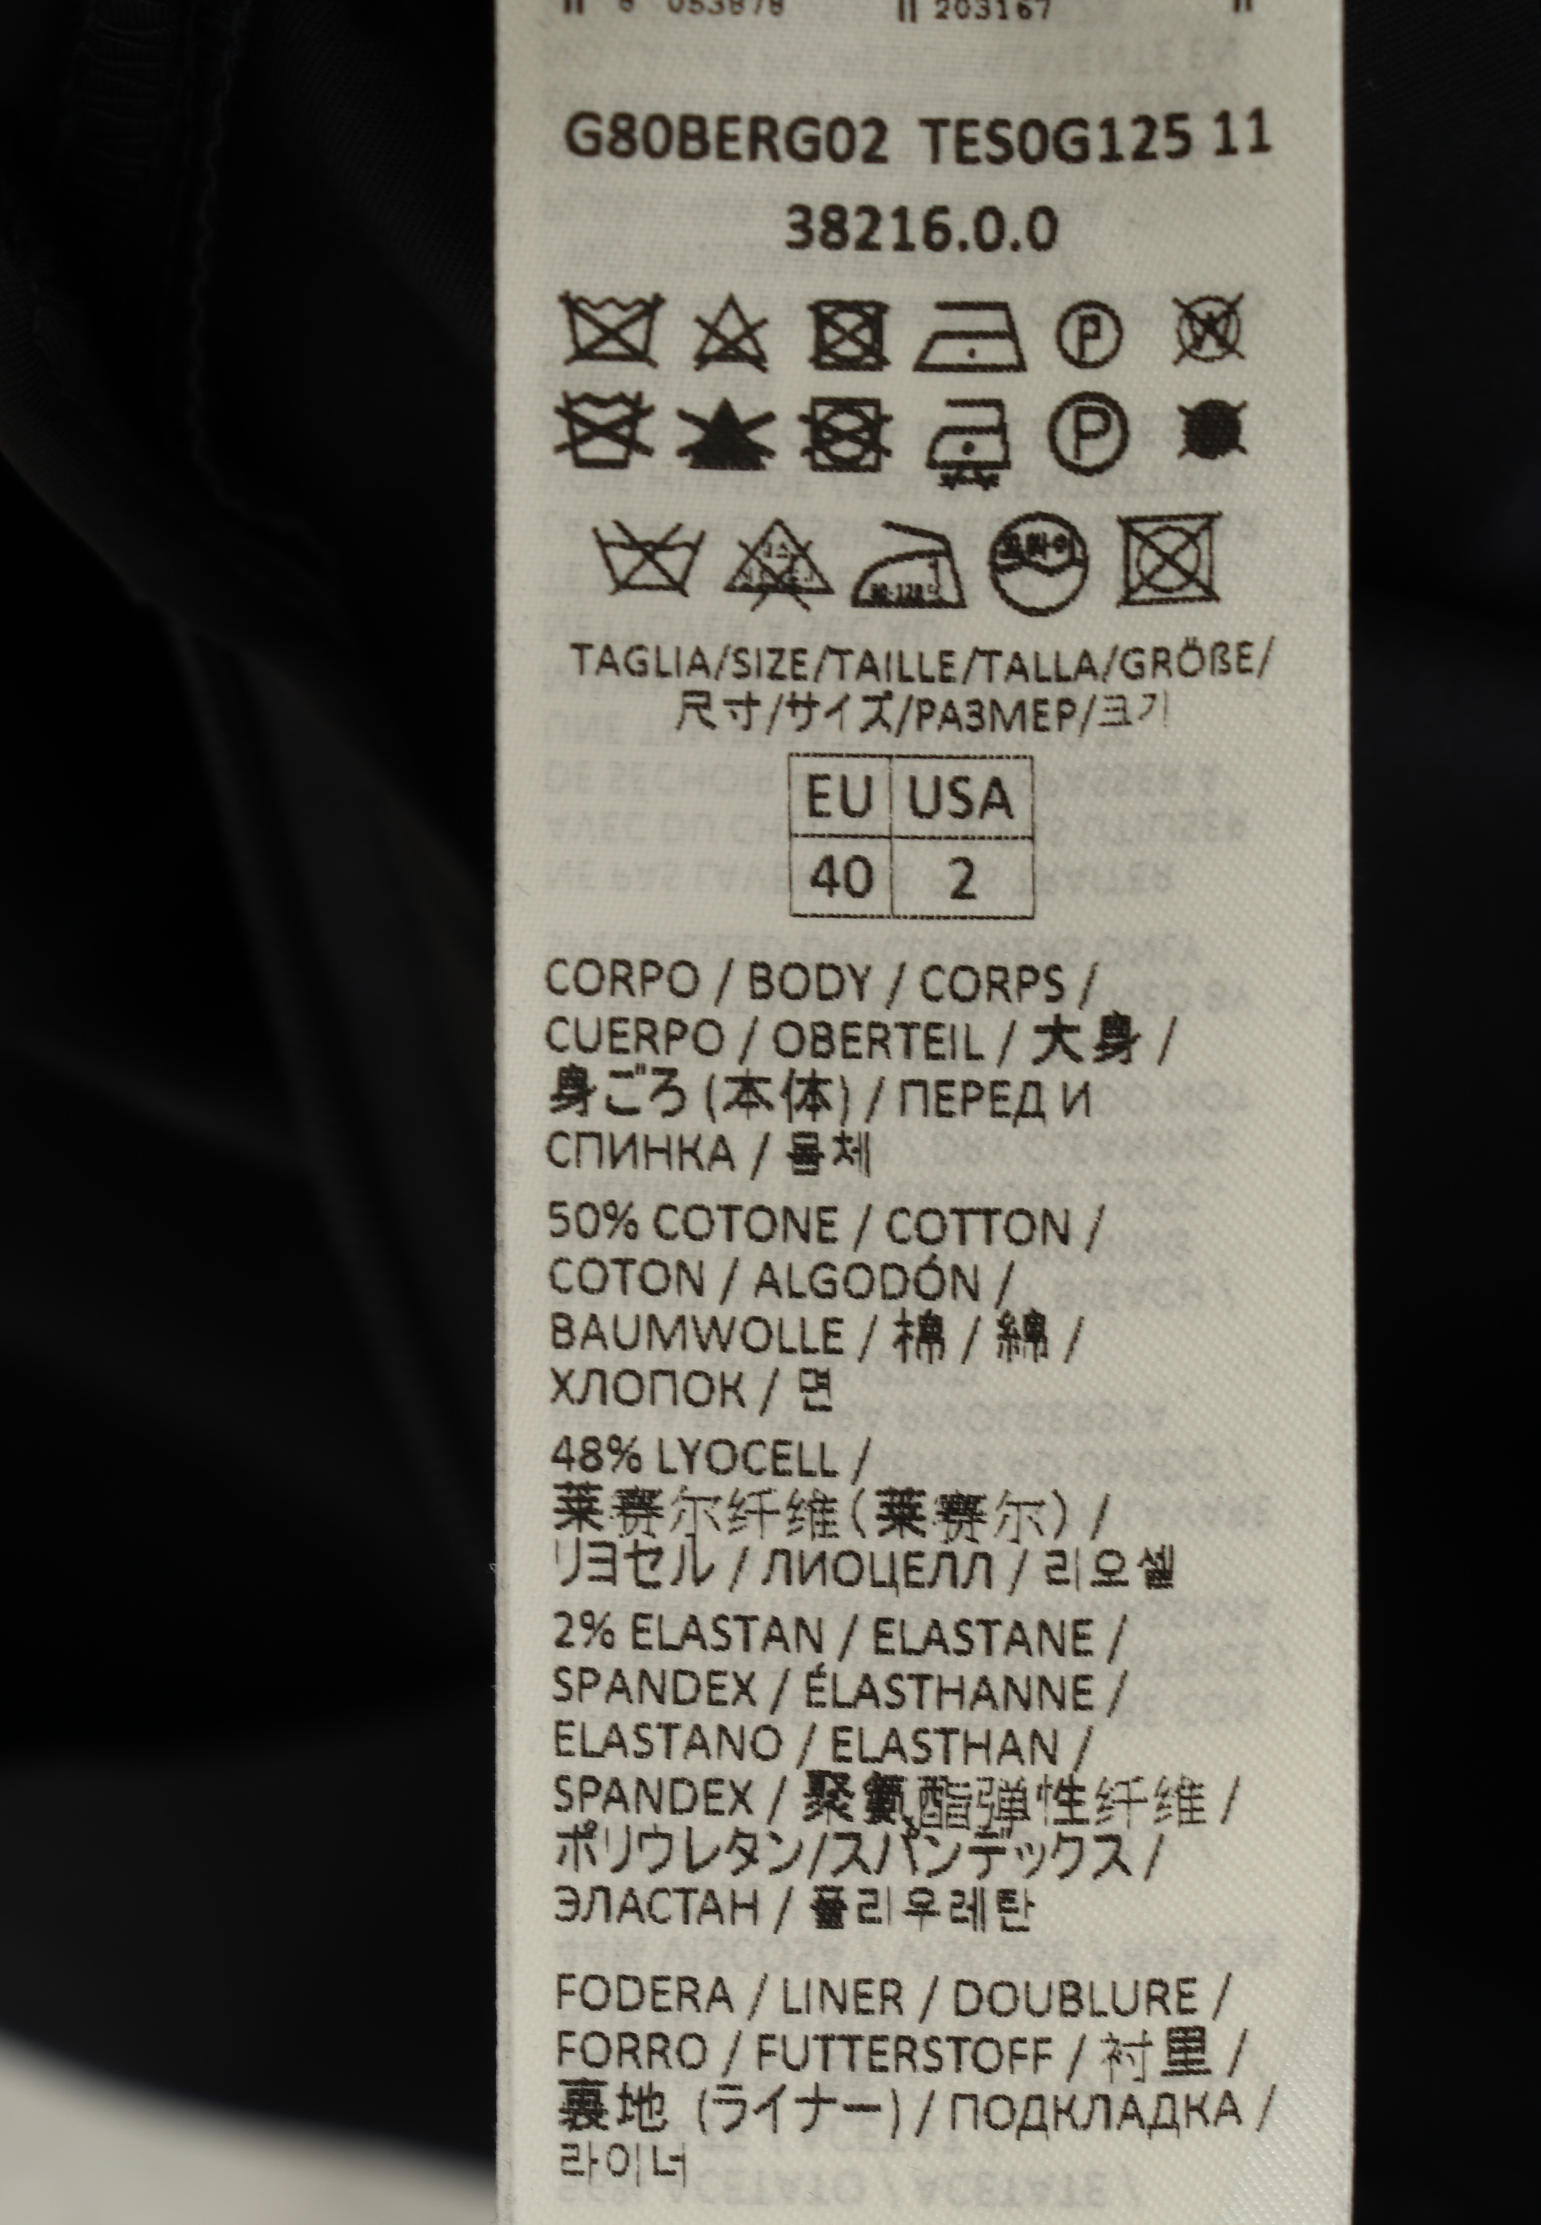 8 053878 203167
G80BERG02 TES0G125 11
38216.0.0
P W
P
P
TAGLIA/SIZE/TAILLE/TALLA/GRÖßE/
尺寸/サイズ/РАЗМЕР/크기
EU USA
40 2
CORPO / BODY / CORPS /
CUERPO / OBERTEIL / 大身 /
身ごろ (本体) / ПЕРЕД И
СПИНКА / 몸체
50% COTONE / COTTON /
COTON / ALGODÓN /
BAUMWOLLE / 棉 / 綿 /
ХЛОПОК / 면
48% LYOCELL /
莱赛尔纤维(莱赛尔) /
リヨセル / ЛИОЦЕЛЛ / 리오셀
2% ELASTAN / ELASTANE /
SPANDEX / ÉLASTHANNE /
ELASTANO / ELASTHAN /
SPANDEX / 聚氨酯弹性纤维 /
ポリウレタン/スパンデックス /
ЭЛАСТАН / 폴리우레탄
FODERA / LINER / DOUBLURE /
FORRO / FUTTERSTOFF / 衬里 /
裏地 (ライナー) / ПОДКЛАДКА /
라이너